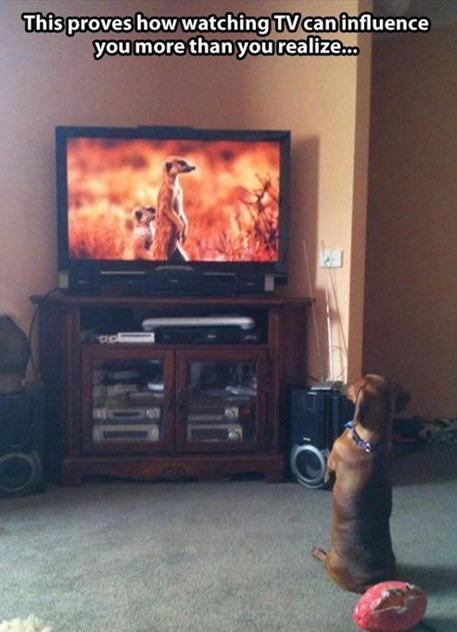 This proves how watching TV can influence
you more than you realize...